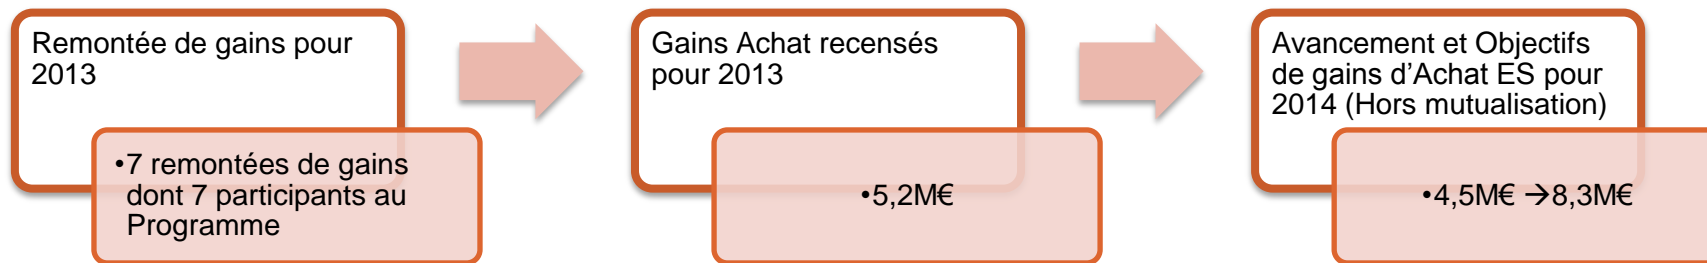 Remontée de gains pour
2013
•7 remontées de gains
dont 7 participants au
Programme
Gains Achat recensés
pour 2013
•5,2M€
Avancement et Objectifs
de gains d'Achat ES pour
2014 (Hors mutualisation)
•4,5M€ →8,3M€